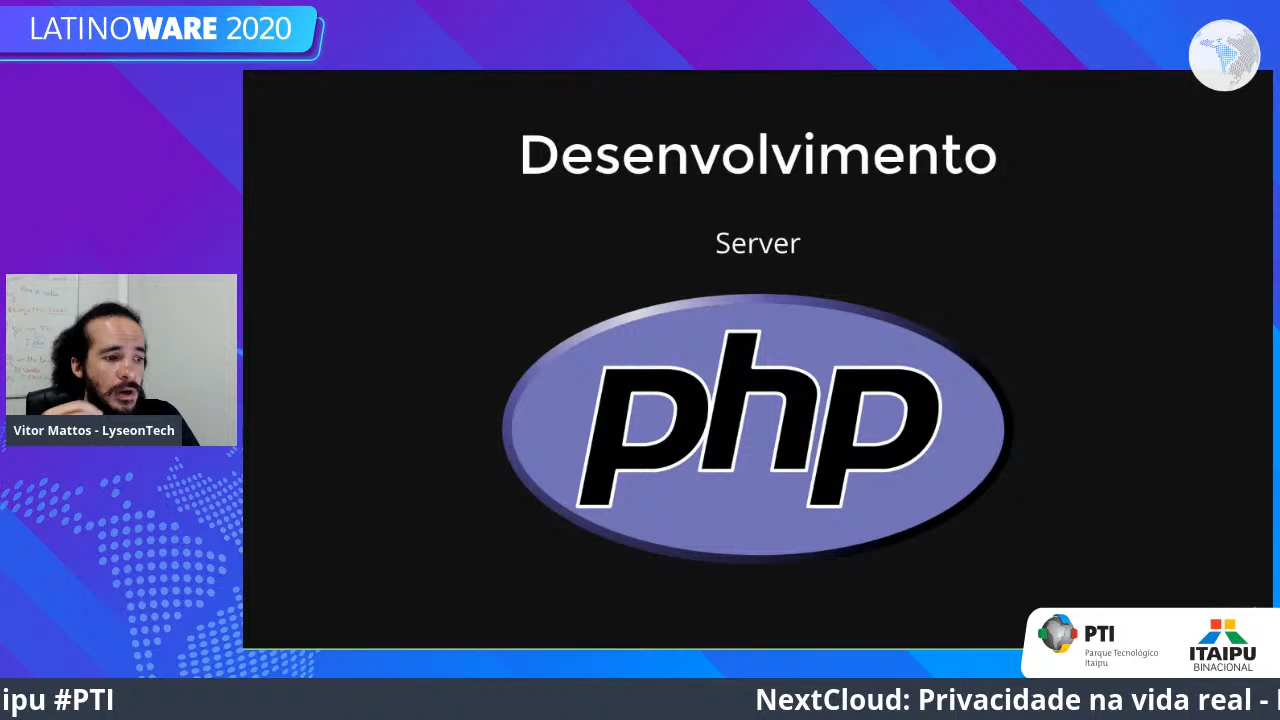 LATINOWARE 2020
Desenvolvimento
Server
php
Vitor Mattos - LyseonTech
PTI
Parque Tecnológico
Itaipu
ITAIPU
BINACIONAL
ipu #PTI
NextCloud: Privacidade na vida real -